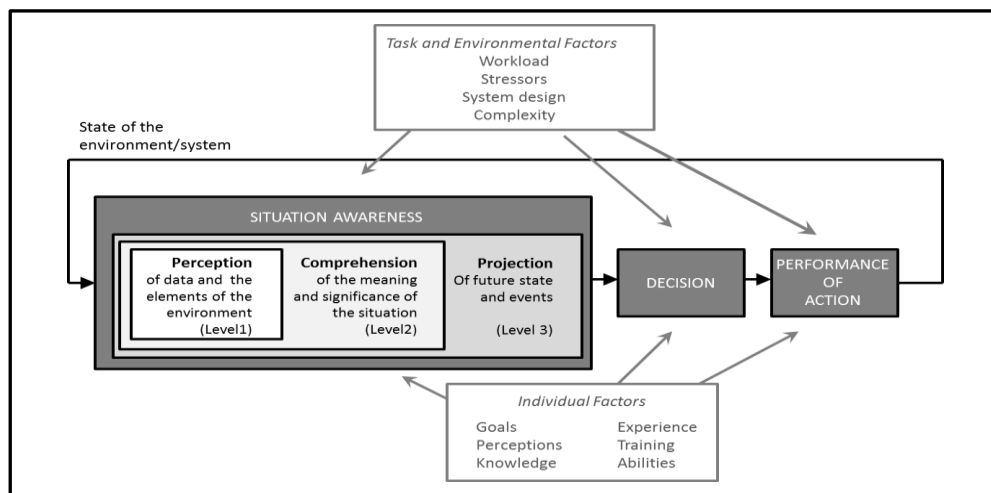 Task and Environmental Factors
Workload
Stressors
System design
Complexity
State of the
environment/system
SITUATION AWARENESS
Perception
of data and the
elements of the
environment
(Level1)
Comprehension
of the meaning
and significance of
the situation
(Level2)
Projection
Of future state
and events
(Level 3)
DECISION
PERFORMANCE
OF
ACTION
Individual Factors
Goals
Perceptions
Knowledge
Experience
Training
Abilities